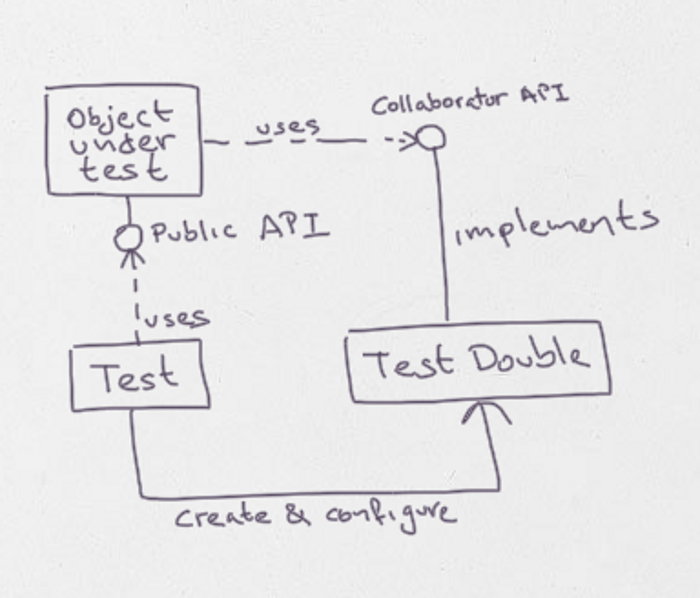 Object
under
test
uses
Collaborator API
Public API
implements
uses
Test
Test Double
Create & configure